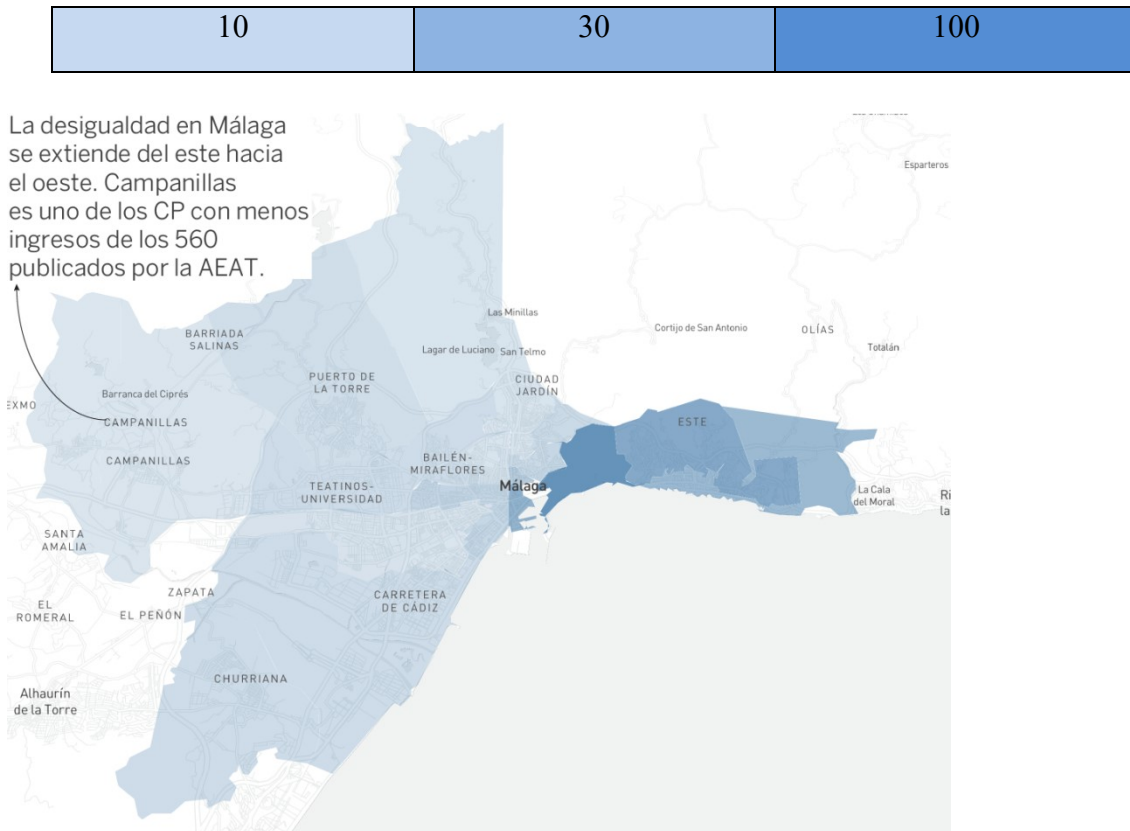 10 30 100
La desigualdad en Málaga
se extiende del este hacia
el oeste. Campanillas
es uno de los CP con menos
ingresos de los 560
publicados por la AEAT.
Esparteros
Las Minillas
Cortijo de San Antonio
OLÍAS
BARRIADA
SALINAS
Lagar de Luciano
San Telmo
Totalán
PUERTO DE
LA TORRE
CIUDAD
JARDÍN
Barranca del Ciprés
EXMO
CAMPANILLAS
ESTE
CAMPANILLAS
BAILÉN-
MIRAFLORES
TEATINOS-
UNIVERSIDAD
Málaga
La Cala
del Moral
Ri
la
SANTA
AMALIA
ZAPATA
EL
ROMERAL
EL PEÑÓN
CARRETERA
DE CÁDIZ
CHURRIANA
Alhaurín
de la Torre